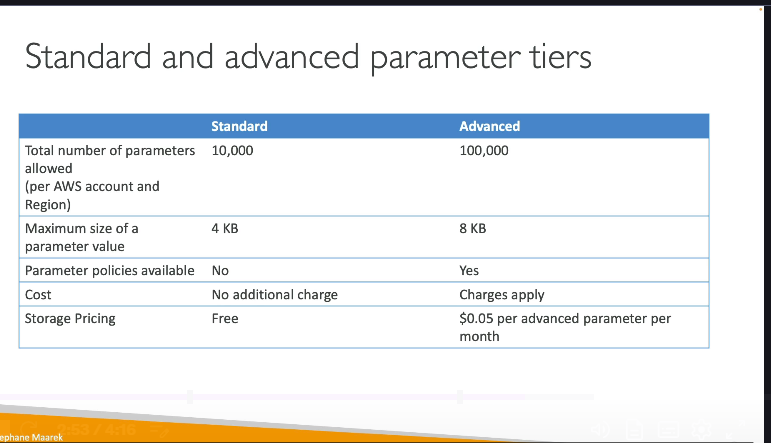 Standard and advanced parameter tiers
Standard Advanced
Total number of parameters 10,000 100,000
allowed
(per AWS account and
Region)
Maximum size of a 4 KB 8 KB
parameter value
Parameter policies available No Yes
Cost No additional charge Charges apply
Storage Pricing Free $0.05 per advanced parameter per
month
ephane Maarek